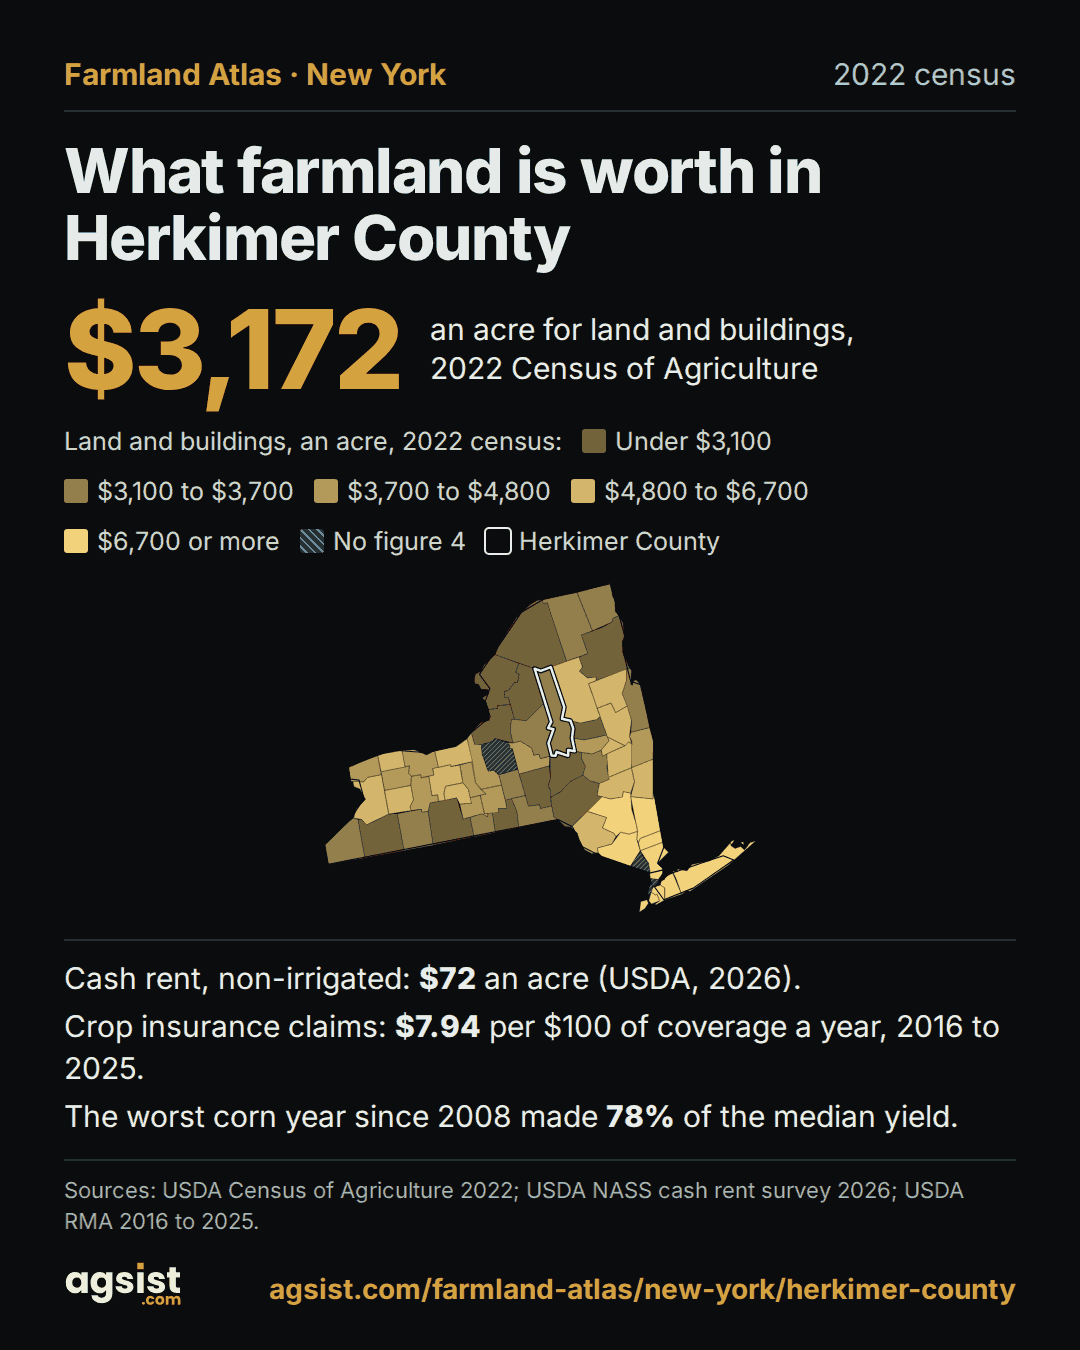 Farmland Atlas · New York
2022 census
What farmland is worth in
Herkimer County
$3,172
an acre for land and buildings,
2022 Census of Agriculture
Land and buildings, an acre, 2022 census: Under $3,100
$3,100 to $3,700 $3,700 to $4,800 $4,800 to $6,700
$6,700 or more No figure 4 Herkimer County
Cash rent, non-irrigated: $72 an acre (USDA, 2026).
Crop insurance claims: $7.94 per $100 of coverage a year, 2016 to
2025.
The worst corn year since 2008 made 78% of the median yield.
Sources: USDA Census of Agriculture 2022; USDA NASS cash rent survey 2026; USDA
RMA 2016 to 2025.
agsist
.com
agsist.com/farmland-atlas/new-york/herkimer-county